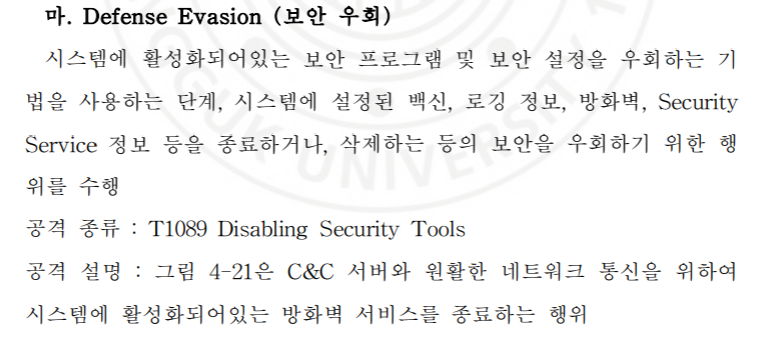 마. Defense Evasion (보안 우회)
시스템에 활성화되어있는 보안 프로그램 및 보안 설정을 우회하는 기
법을 사용하는 단계, 시스템에 설정된 백신, 로깅 정보, 방화벽, Security
Service 정보 등을 종료하거나, 삭제하는 등의 보안을 우회하기 위한 행
위를 수행
공격 종류 : T1089 Disabling Security Tools
공격 설명 : 그림 4-21은 C&C 서버와 원활한 네트워크 통신을 위하여
시스템에 활성화되어있는 방화벽 서비스를 종료하는 행위